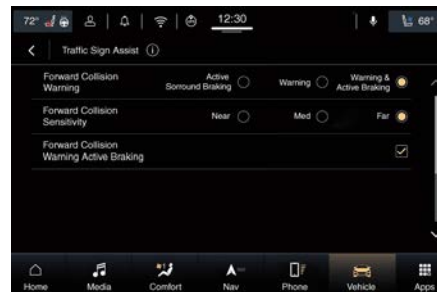 72°
12:30
68°
Traffic Sign Assist
Forward Collision
Warning
Active
Sorround Braking
Warning
Warning &
Active Braking
Forward Collision
Sensitivity
Near
Med
Far
Forward Collision
Warning Active Braking
Home
Media
Comfort
Nav
Phone
Vehicle
Apps